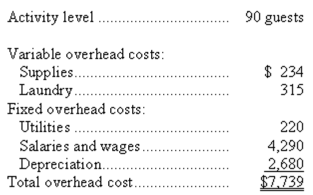 Activity level ................................ 90 guests
Variable overhead costs:
Supplies..................................... $ 234
Laundry..................................... 315
Fixed overhead costs:
Utilities ..................................... 220
Salaries and wages..................... 4,290
Depreciation............................... 2,680
Total overhead cost....................... $7,739